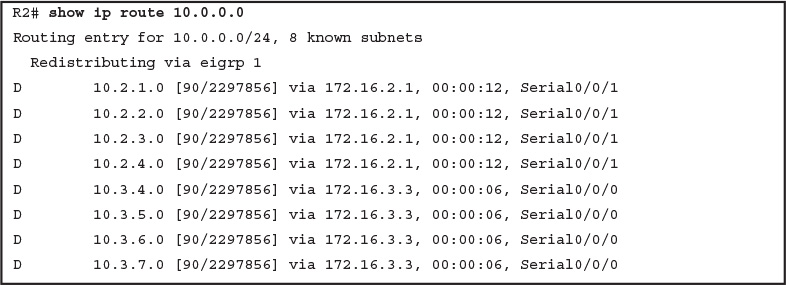 R2# show ip route 10.0.0.0
Routing entry for 10.0.0.0/24, 8 known subnets
  Redistributing via eigrp 1
D        10.2.1.0 [90/2297856] via 172.16.2.1, 00:00:12, Serial0/0/1
D        10.2.2.0 [90/2297856] via 172.16.2.1, 00:00:12, Serial0/0/1
D        10.2.3.0 [90/2297856] via 172.16.2.1, 00:00:12, Serial0/0/1
D        10.2.4.0 [90/2297856] via 172.16.2.1, 00:00:12, Serial0/0/1
D        10.3.4.0 [90/2297856] via 172.16.3.3, 00:00:06, Serial0/0/0
D        10.3.5.0 [90/2297856] via 172.16.3.3, 00:00:06, Serial0/0/0
D        10.3.6.0 [90/2297856] via 172.16.3.3, 00:00:06, Serial0/0/0
D        10.3.7.0 [90/2297856] via 172.16.3.3, 00:00:06, Serial0/0/0